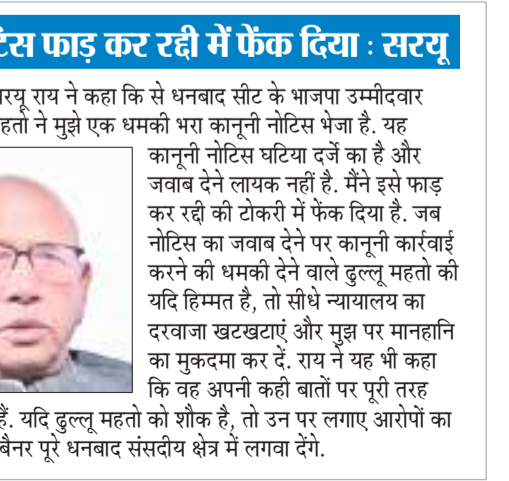 फाड़ कर रद्दी में फेंक दिया : सरयू
राय ने कहा कि से धनबाद सीट के भाजपा उम्मीदवार
ने मुझे एक धमकी भरा कानूनी नोटिस भेजा है. यह
कानूनी नोटिस घटिया दर्जे का है और
जवाब देने लायक नहीं है. मैंने इसे फाड़
कर रद्दी की टोकरी में फेंक दिया है. जब
नोटिस का जवाब देने पर कानूनी कार्रवाई
करने की धमकी देने वाले ढुल्लू महतो की
यदि हिम्मत है, तो सीधे न्यायालय का
दरवाजा खटखटाएं और मुझ पर मानहानि
का मुकदमा कर दें. राय ने यह भी कहा
कि वह अपनी कही बातों पर पूरी तरह
हैं. यदि ढुल्लू महतो को शौक है, तो उन पर लगाए आरोपों का
बैनर पूरे धनबाद संसदीय क्षेत्र में लगवा देंगे.